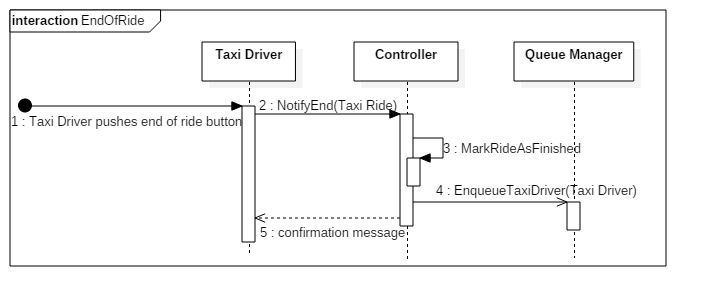 interaction EndOfRide
Taxi Driver
Controller
Queue Manager
1 : Taxi Driver pushes end of ride button
2 : NotifyEnd(Taxi Ride)
3 : MarkRideAsFinished
4 : EnqueueTaxiDriver(Taxi Driver)
5 : confirmation message